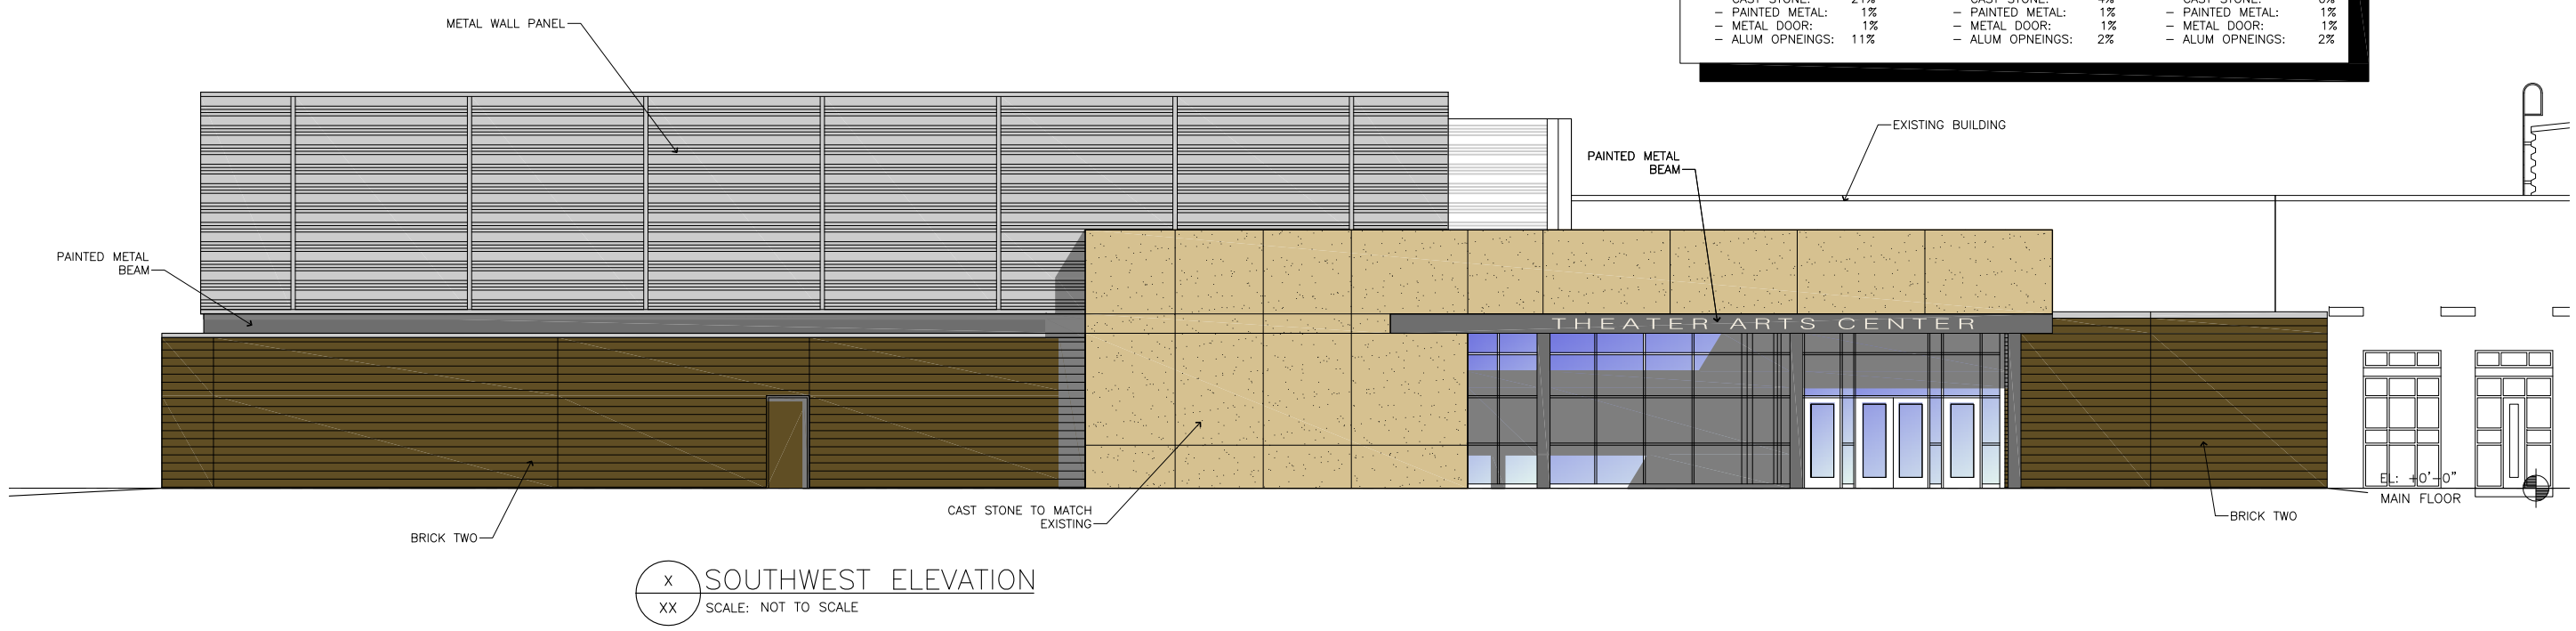 METAL WALL PANEL
- PAINTED METAL: 1% - PAINTED METAL: 1% - PAINTED METAL: 1%
- METAL DOOR: 1% - METAL DOOR: 1% - METAL DOOR: 1%
- ALUM OPNEINGS: 11% - ALUM OPNEINGS: 2% - ALUM OPNEINGS: 2%
EXISTING BUILDING
PAINTED METAL
BEAM
PAINTED METAL
BEAM
THEATER ARTS CENTER
EL: +0'-0"
MAIN FLOOR
CAST STONE TO MATCH
EXISTING
BRICK TWO
BRICK TWO
X
XX
SOUTHWEST ELEVATION
SCALE: NOT TO SCALE